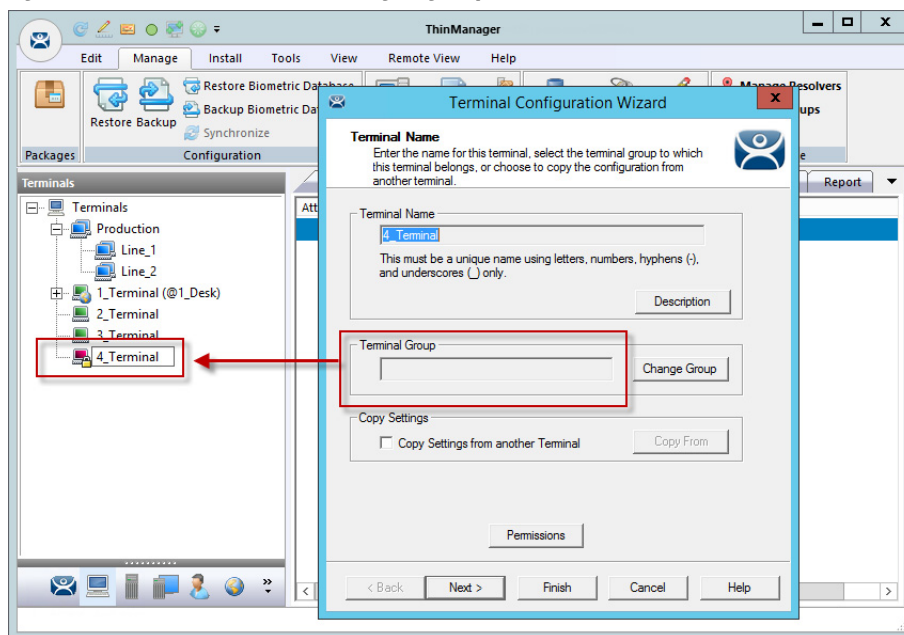 ThinManager
Edit Manage Install Tools View Remote View Help
Restore Backup
Restore Biometric Database
Backup Biometric Da
Synchronize
Manage Resolvers
ups
Packages Configuration
e
Terminals
Report
Att
Terminals
Production
Line_1
Line_2
1_Terminal (@1_Desk)
2_Terminal
3_Terminal
4_Terminal
Terminal Configuration Wizard
X
Terminal Name
Enter the name for this terminal, select the terminal group to which
this terminal belongs, or choose to copy the configuration from
another terminal.
Terminal Name
4_Terminal
This must be a unique name using letters, numbers, hyphens (-),
and underscores (_) only.
Description
Terminal Group
Change Group
Copy Settings
Copy Settings from another Terminal
Copy From
Permissions
< Back Next > Finish Cancel Help